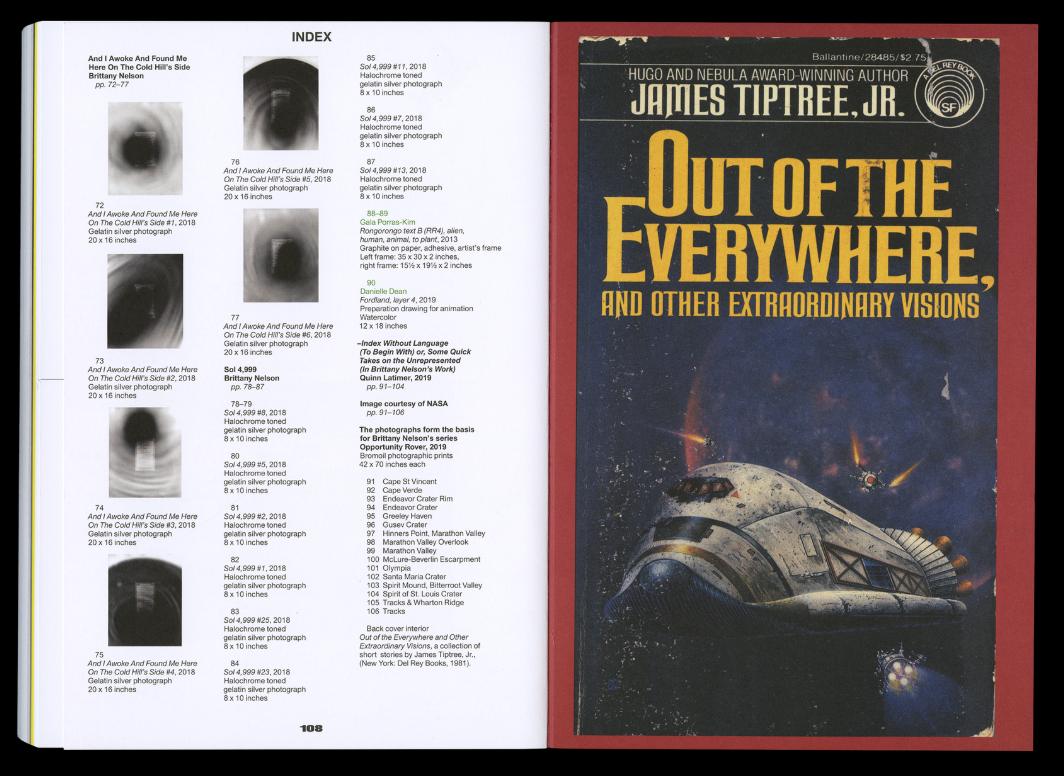 INDEX
And I Awoke And Found Me
Here On The Cold Hill's Side
Brittany Nelson
pp. 72–77
72
And I Awoke And Found Me Here
On The Cold Hill's Side #1, 2018
Gelatin silver photograph
20 x 16 inches
73
And I Awoke And Found Me Here
On The Cold Hill's Side #2, 2018
Gelatin silver photograph
20 x 16 inches
74
And I Awoke And Found Me Here
On The Cold Hill's Side #3, 2018
Gelatin silver photograph
20 x 16 inches
75
And I Awoke And Found Me Here
On The Cold Hill's Side #4, 2018
Gelatin silver photograph
20 x 16 inches
76
And I Awoke And Found Me Here
On The Cold Hill's Side #5, 2018
Gelatin silver photograph
20 x 16 inches
77
And I Awoke And Found Me Here
On The Cold Hill's Side #6, 2018
Gelatin silver photograph
20 x 16 inches
Sol 4,999
Brittany Nelson
pp. 78–87
78–79
Sol 4,999 #8, 2018
Halochrome toned
gelatin silver photograph
8 x 10 inches
80
Sol 4,999 #5, 2018
Halochrome toned
gelatin silver photograph
8 x 10 inches
81
Sol 4,999 #2, 2018
Halochrome toned
gelatin silver photograph
8 x 10 inches
82
Sol 4,999 #1, 2018
Halochrome toned
gelatin silver photograph
8 x 10 inches
83
Sol 4,999 #25, 2018
Halochrome toned
gelatin silver photograph
8 x 10 inches
84
Sol 4,999 #23, 2018
Halochrome toned
gelatin silver photograph
8 x 10 inches
85
Sol 4,999 #11, 2018
Halochrome toned
gelatin silver photograph
8 x 10 inches
86
Sol 4,999 #7, 2018
Halochrome toned
gelatin silver photograph
8 x 10 inches
87
Sol 4,999 #13, 2018
Halochrome toned
gelatin silver photograph
8 x 10 inches
88–89
Gala Porras-Kim
Rongorongo text B (RR4), alien,
human, animal, to plant, 2013
Graphite on paper, adhesive, artist's frame
Left frame: 35 x 30 x 2 inches,
right frame: 15½ x 19½ x 2 inches
90
Danielle Dean
Fordland, layer 4, 2019
Preparation drawing for animation
Watercolor
12 x 18 inches
–Index Without Language
(To Begin With) or, Some Quick
Takes on the Unrepresented
(In Brittany Nelson's Work)
Quinn Latimer, 2019
pp. 91–104
Image courtesy of NASA
pp. 91–106
The photographs form the basis
for Brittany Nelson's series
Opportunity Rover, 2019
Bromoil photographic prints
42 x 70 inches each
91 Cape St Vincent
92 Cape Verde
93 Endeavor Crater Rim
94 Endeavor Crater
95 Greeley Haven
96 Gusev Crater
97 Hinners Point, Marathon Valley
98 Marathon Valley Overlook
99 Marathon Valley
100 McLure-Beverlin Escarpment
101 Olympia
102 Santa Maria Crater
103 Spirit Mound, Bitterroot Valley
104 Spirit of St. Louis Crater
105 Tracks & Wharton Ridge
106 Tracks
Back cover interior
Out of the Everywhere and Other
Extraordinary Visions, a collection of
short stories by James Tiptree, Jr.,
(New York: Del Rey Books, 1981).
108
Ballantine/28485/$2.75
A DEL REY BOOK
SF
HUGO AND NEBULA AWARD-WINNING AUTHOR
JAMES TIPTREE, JR.
OUT OF THE
EVERYWHERE,
AND OTHER EXTRAORDINARY VISIONS